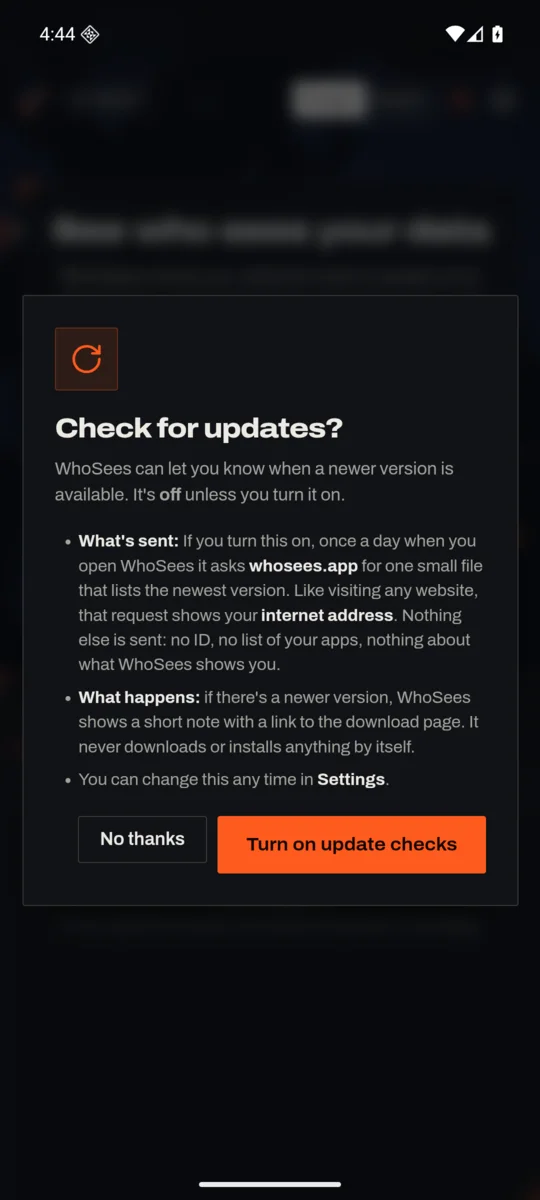 4:44
See who sees your data
Check for updates?
WhoSees can let you know when a newer version is
available. It's off unless you turn it on.
• What's sent: If you turn this on, once a day when you
open WhoSees it asks whosees.app for one small file
that lists the newest version. Like visiting any website,
that request shows your internet address. Nothing
else is sent: no ID, no list of your apps, nothing about
what WhoSees shows you.
• What happens: if there's a newer version, WhoSees
shows a short note with a link to the download page. It
never downloads or installs anything by itself.
• You can change this any time in Settings.
No thanks
Turn on update checks